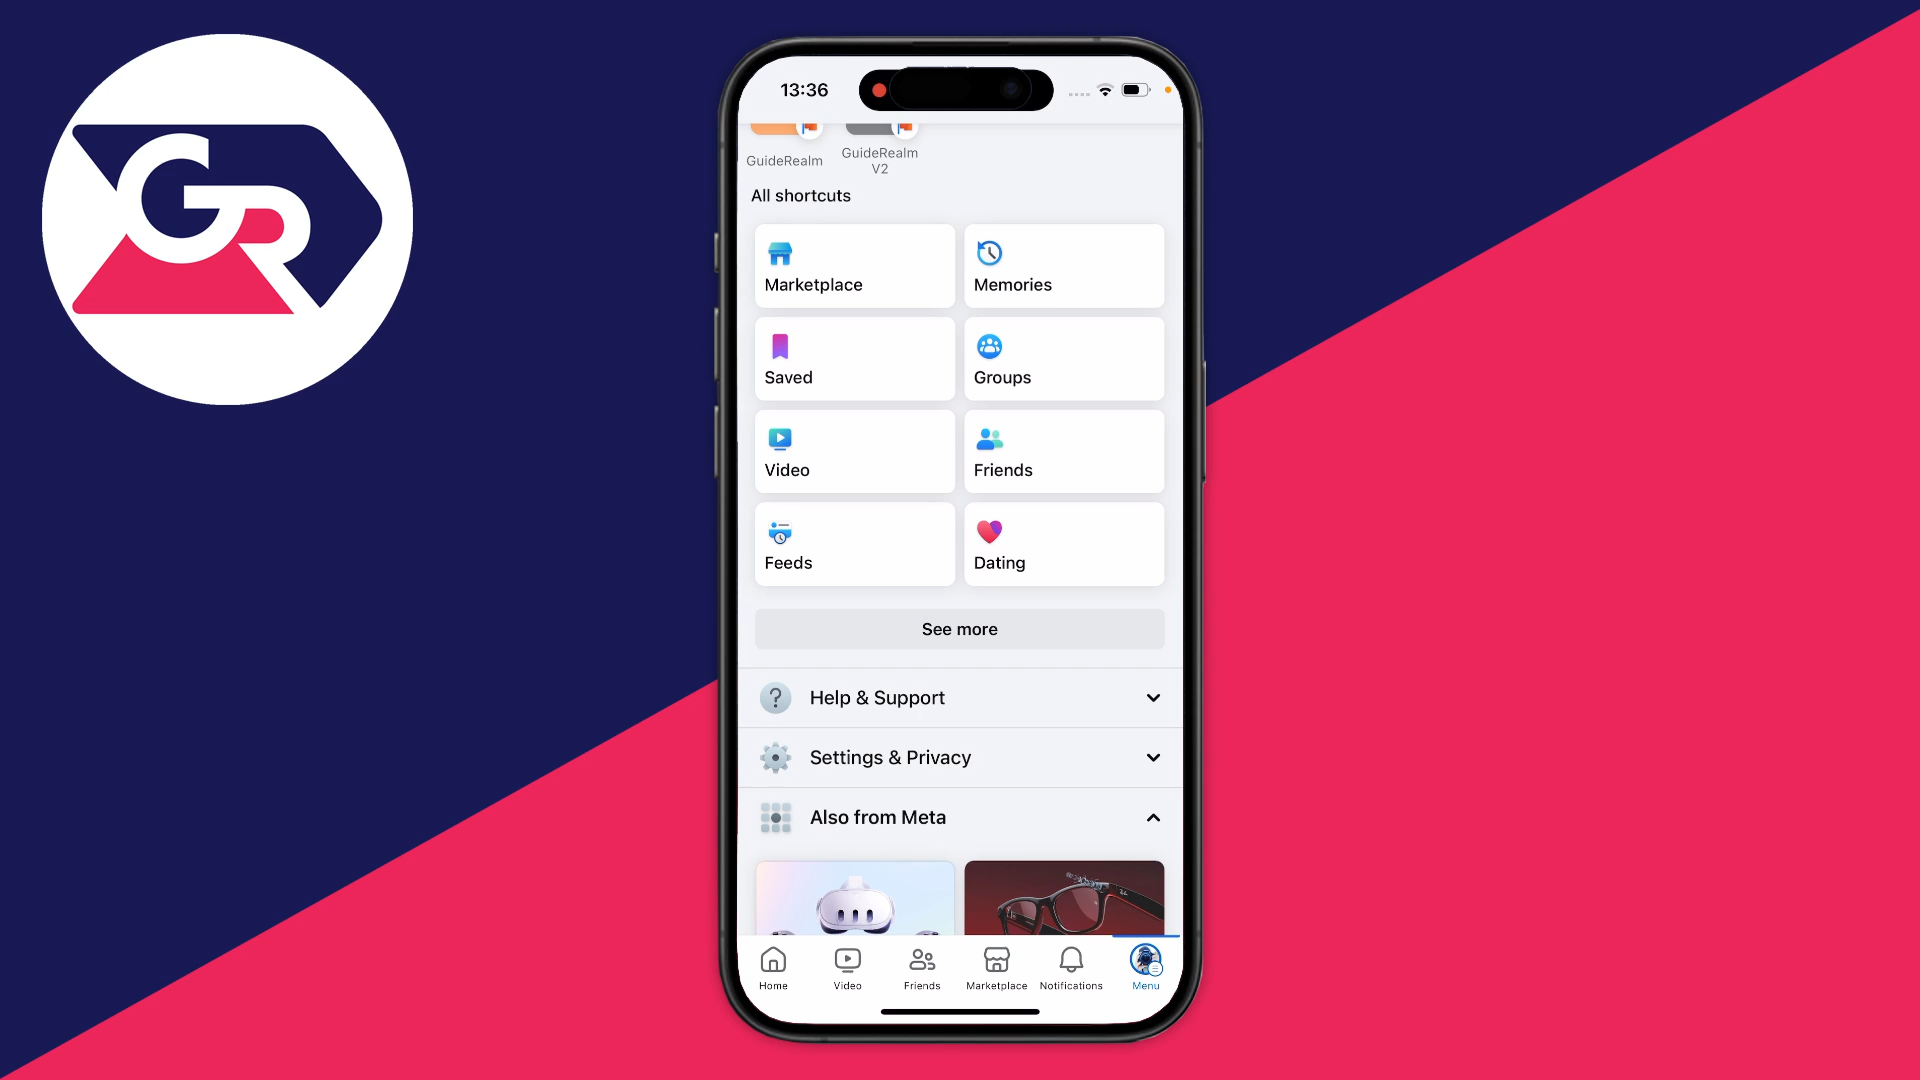 GR
13:36
GuideRealm
GuideRealm
V2
All shortcuts
Marketplace
Memories
Saved
Groups
Video
Friends
Feeds
Dating
See more
Help & Support
Settings & Privacy
Also from Meta
Home
Video
Friends
Marketplace
Notifications
Menu